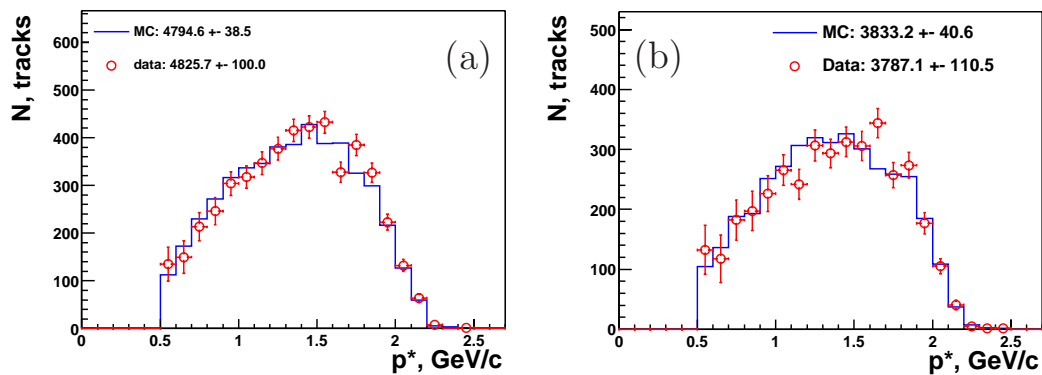 N, tracks
600
500
400
300
200
100
0
MC: 4794.6 +- 38.5
data: 4825.7 +- 100.0
(a)
0 0.5 1 1.5 2 2.5
p*, GeV/c
N, tracks
500
400
300
200
100
0
MC: 3833.2 +- 40.6
Data: 3787.1 +- 110.5
(b)
0 0.5 1 1.5 2 2.5
p*, GeV/c